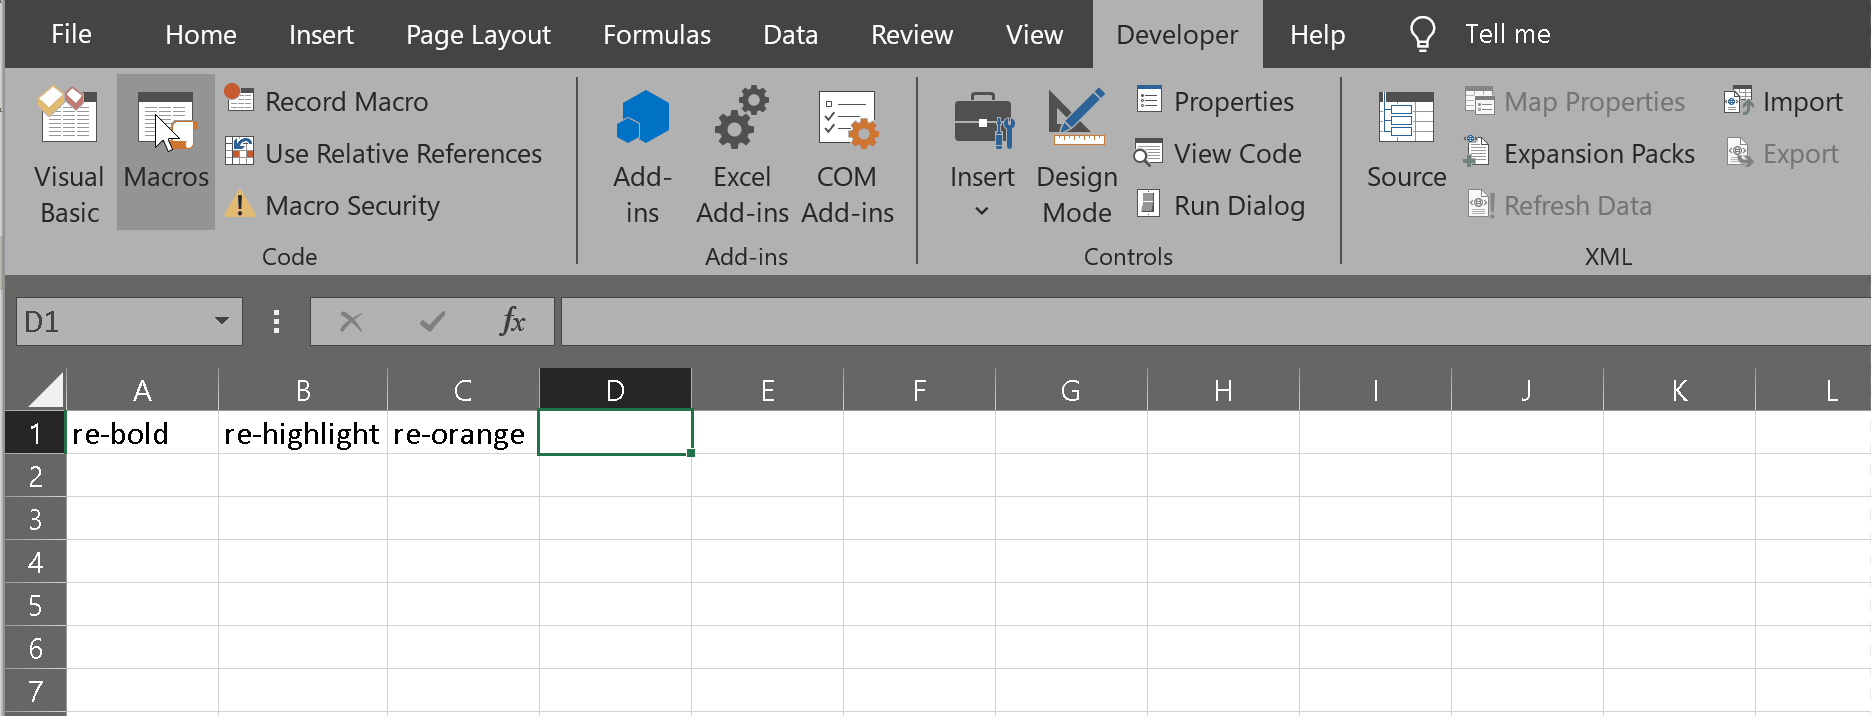 File Home Insert Page Layout Formulas Data Review View Developer Help Tell me
Visual Basic
Macros
Record Macro
Use Relative References
Macro Security
Code
Add-ins
Excel Add-ins
COM Add-ins
Add-ins
Insert
Design Mode
Properties
View Code
Run Dialog
Controls
Source
Map Properties
Expansion Packs
Refresh Data
Import
Export
XML
D1 fx
A B C D E F G H I J K L
1 re-bold re-highlight re-orange
2
3
4
5
6
7